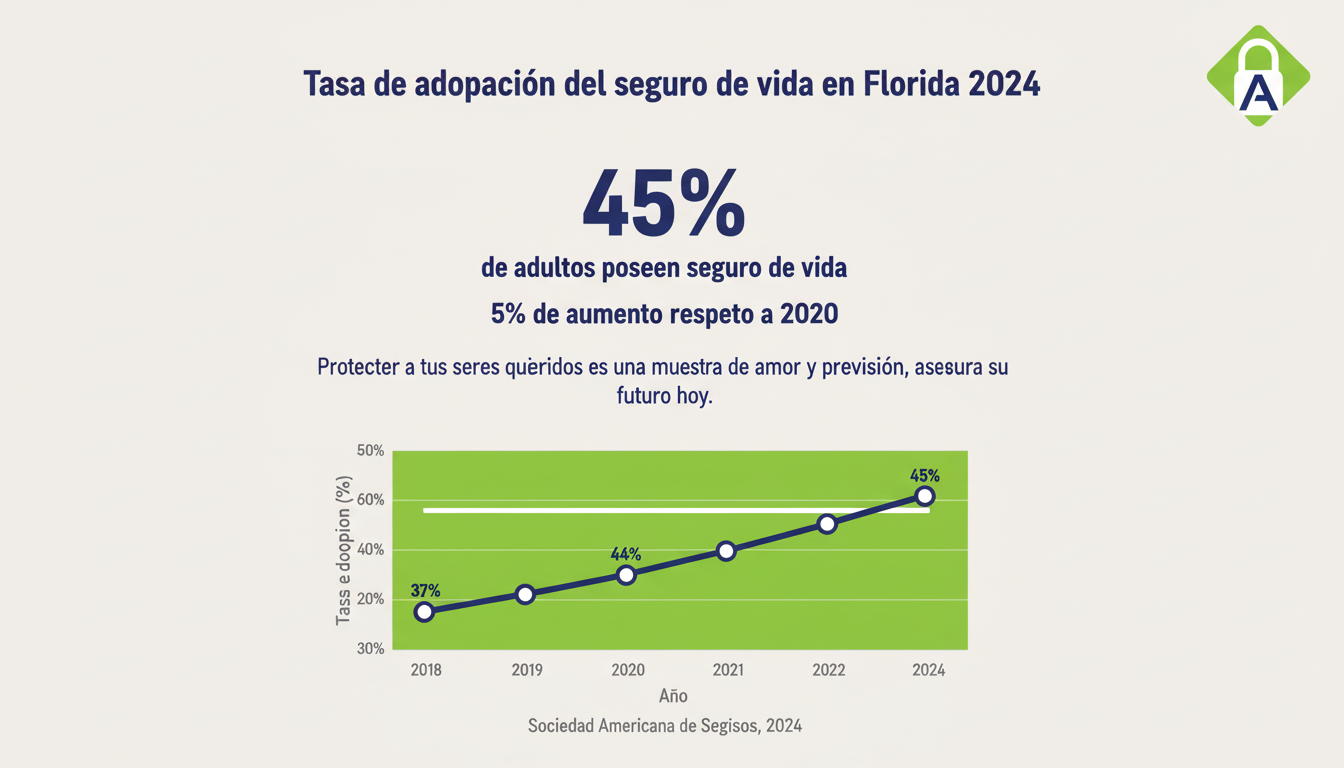 Tasa de adopación del seguro de vida en Florida 2024
A
45%
de adultos poseen seguro de vida
5% de aumento respeto a 2020
Protecter a tus seres queridos es una muestra de amor y previsión, asesura su
futuro hoy.
Tass e doopion (%)
50%
60%
40%
20%
30%
37%
44%
45%
2018 2019 2020 2021 2022 2024
Año
Sociedad Americana de Segisos, 2024